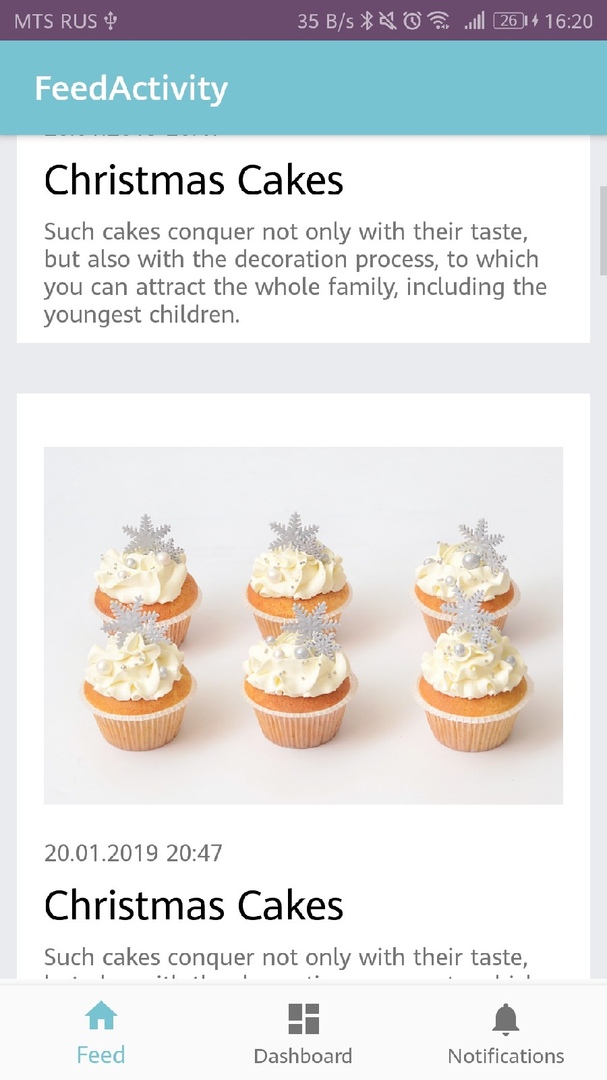 MTS RUS 35 B/s 26 16:20
FeedActivity
Christmas Cakes
Such cakes conquer not only with their taste,
but also with the decoration process, to which
you can attract the whole family, including the
youngest children.
20.01.2019 20:47
Christmas Cakes
Such cakes conquer not only with their taste,
Feed Dashboard Notifications